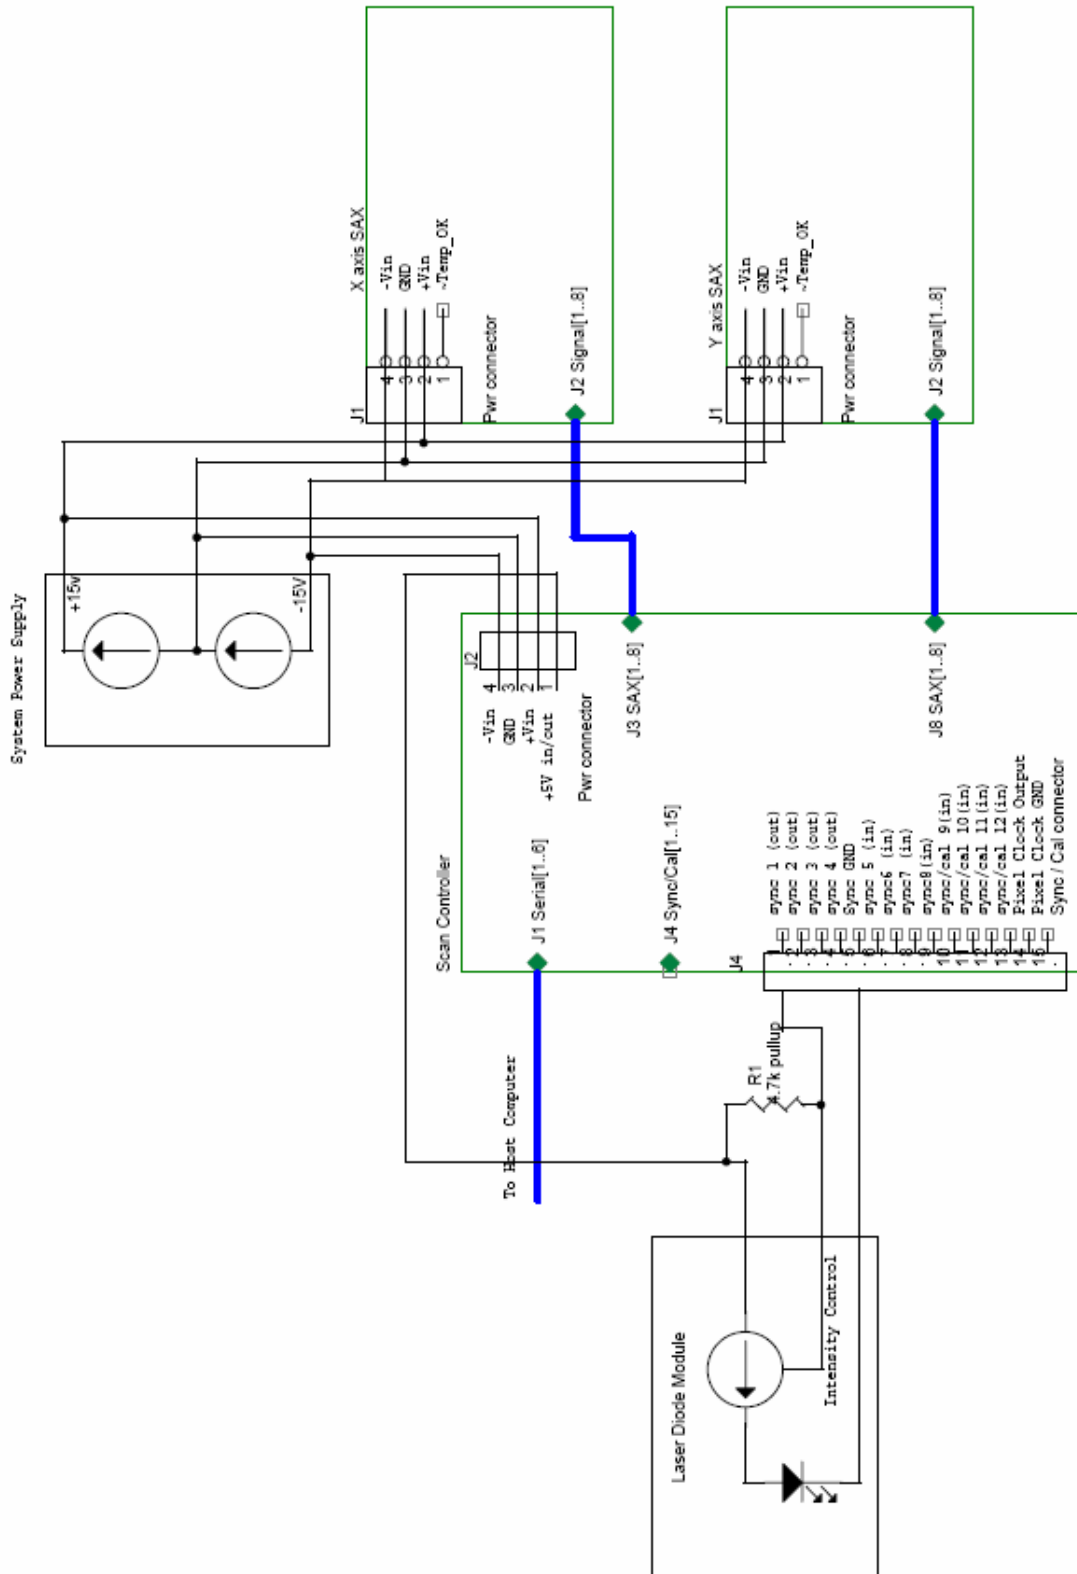 System Power Supply
+15v
-15V
X axis SAX
J1
4 -Vin
3 GND
2 +Vin
1 ~Temp_OK
Pwr connector
J2 Signal[1..8]
Y axis SAX
J1
4 -Vin
3 GND
2 +Vin
1 ~Temp_OK
Pwr connector
J2 Signal[1..8]
Scan Controller
J2
-Vin 4
GND 3
+Vin 2
+5V in/out 1
Pwr connector
J3 SAX[1..8]
J8 SAX[1..8]
J1 Serial[1..6]
J4 Sync/Cal[1..15]
J4
1 sync 1 (out)
2 sync 2 (out)
3 sync 3 (out)
4 sync 4 (out)
5 Sync GND
6 sync 5 (in)
7 sync6 (in)
8 sync7 (in)
9 sync8(in)
10 sync/cal 9(in)
11 sync/cal 10(in)
12 sync/cal 11(in)
13 sync/cal 12(in)
14 Pixel Clock Output
15 Pixel Clock GND
Sync / Cal connector
To Host Computer
R1
4.7k pullup
Laser Diode Module
Intensity Control